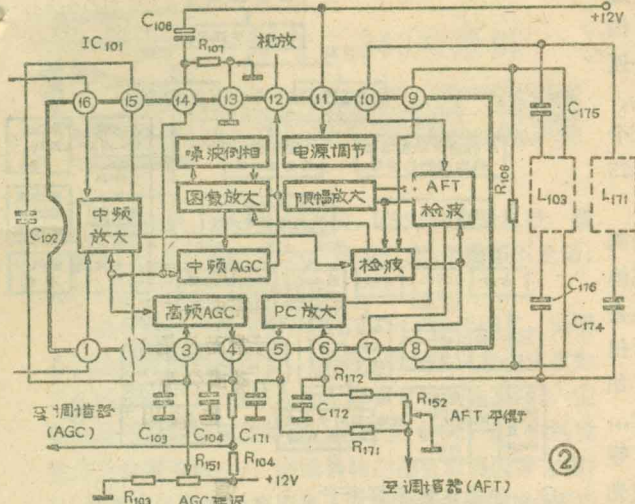 +12V
C106
IC101
R107
视放
16
15
14
13
12
11
10
9
C175
噪波倒相
电源调节
R108
L103
L171
图像放大
限幅放大
AFT
检波
中频
放大
C102
中频AGC
检波
C176
C174
高频AGC
PC放大
1
3
4
5
6
7
8
R172
R152
至调谐器
(AGC)
C103
C104
C171
C172
AFT平衡
R171
R151
R104
+12V
R103
AGC延迟
至调谐器(AFT)
2